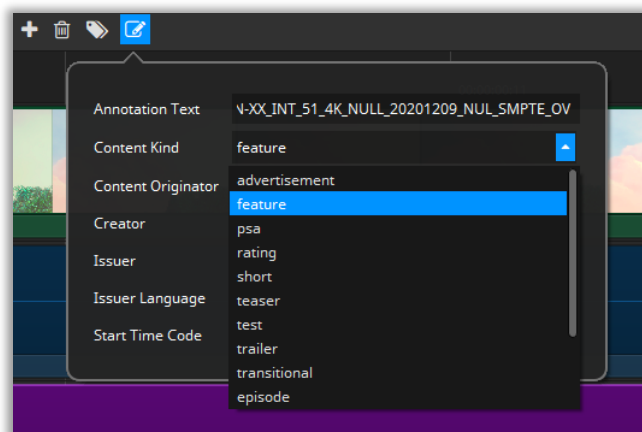 Annotation Text
N-XX_INT_51_4K_NULL_20201209_NUL_SMPTE_OV
Content Kind
feature
Content Originator
advertisement
feature
Creator
psa
rating
Issuer
short
Issuer Language
teaser
test
Start Time Code
trailer
transitional
episode